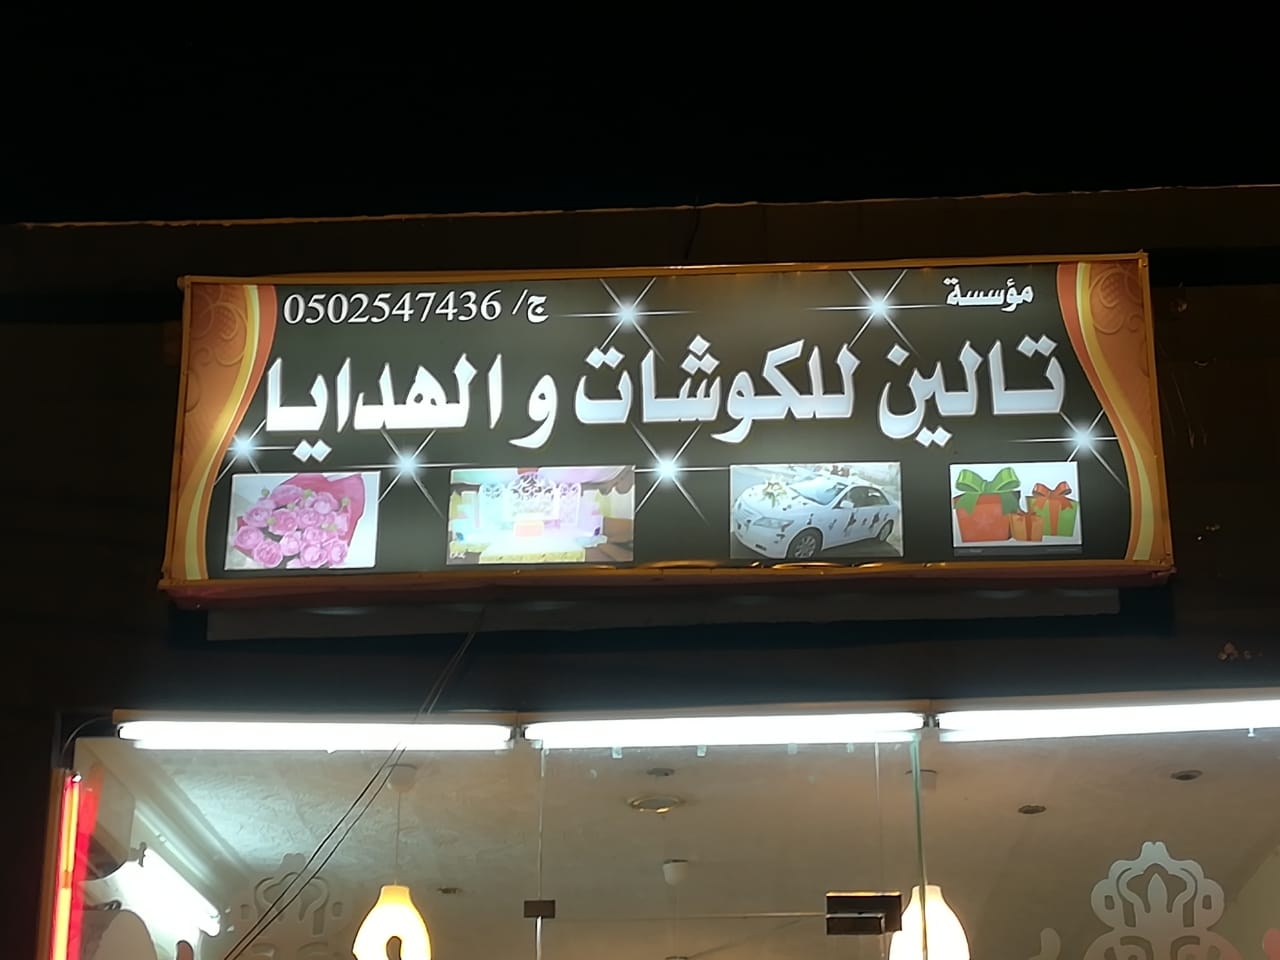 مؤسسة
ج/ 0502547436
تالين للكوشات و الهدايا